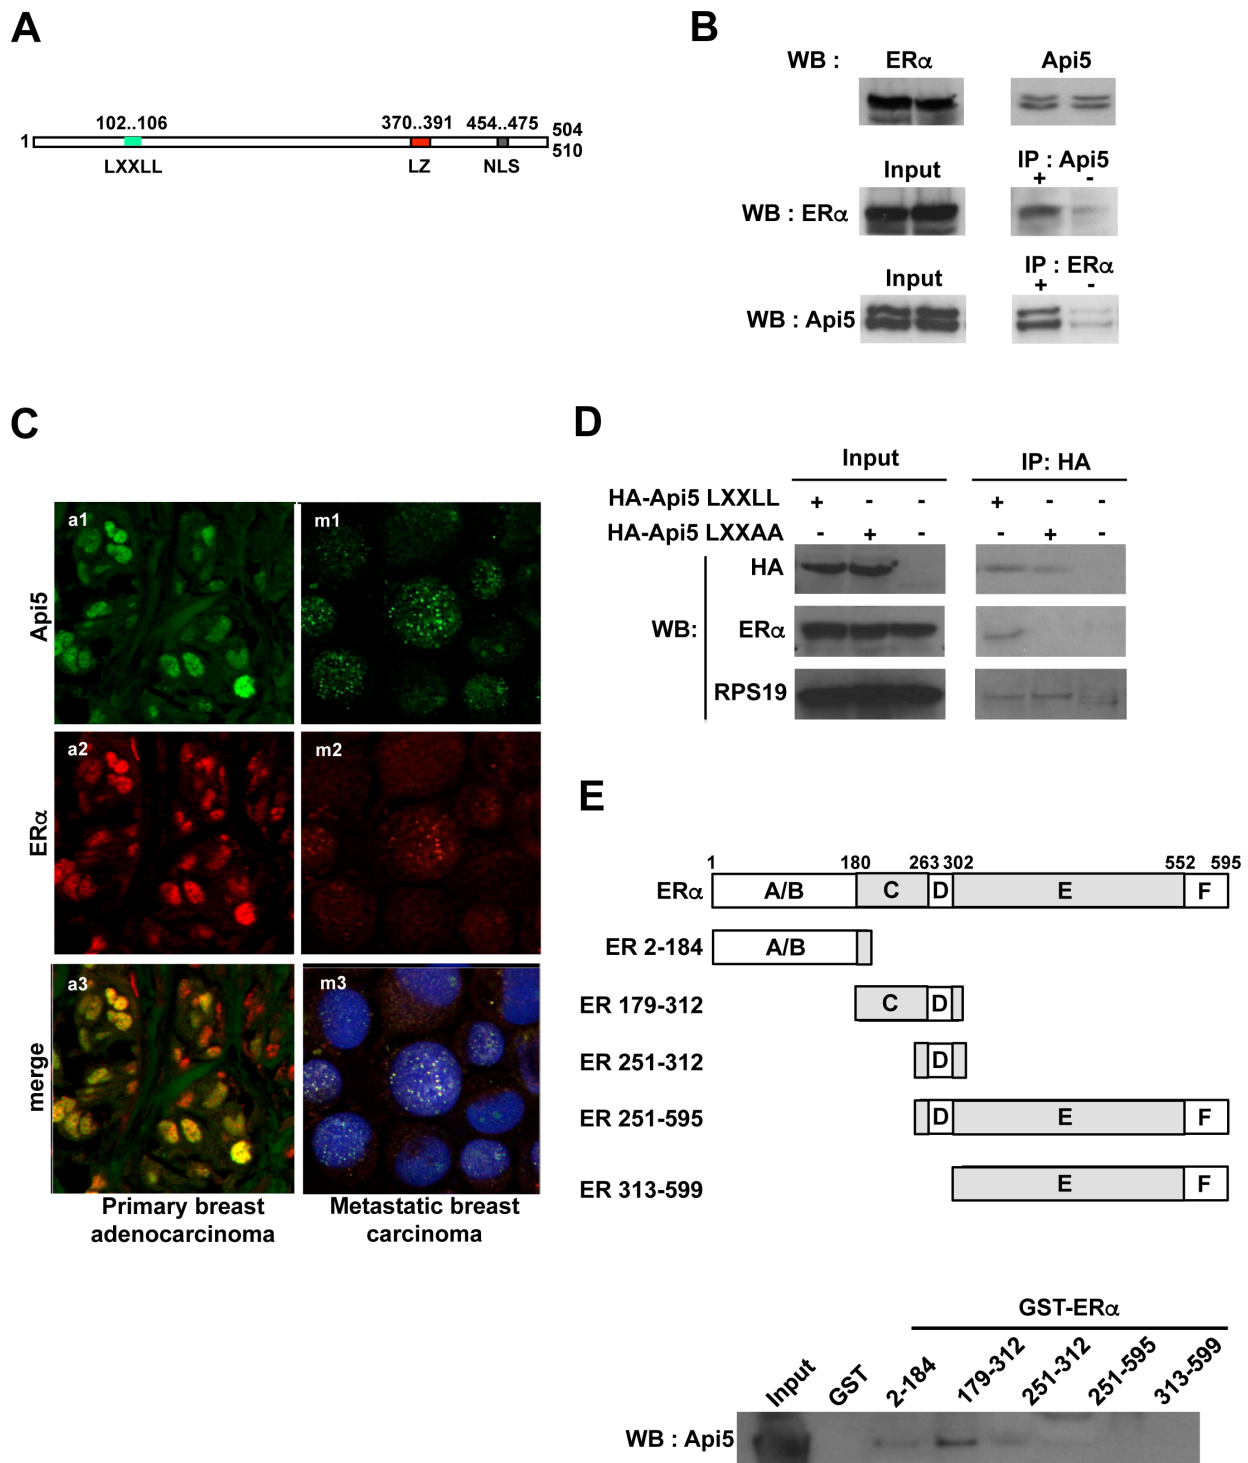 A
102..106 370..391 454..475
1 504
510
LXXLL LZ NLS
B
WB : ERα Api5
Input IP : Api5
+ -
WB : ERα
Input IP : ERα
+ -
WB : Api5
C
a1 m1
Api5
a2 m2
ERα
a3 m3
merge
Primary breast
adenocarcinoma
Metastatic breast
carcinoma
D
Input IP: HA
HA-Api5 LXXLL + - - + - -
HA-Api5 LXXAA - + - - + -
HA
WB: ERα
RPS19
E
1 180 263 302 552 595
ERα A/B C D E F
ER 2-184 A/B
ER 179-312 C D
ER 251-312 D
ER 251-595 D E F
ER 313-599 E F
GST-ERα
Input GST 2-184 179-312 251-312 251-595 313-599
WB : Api5